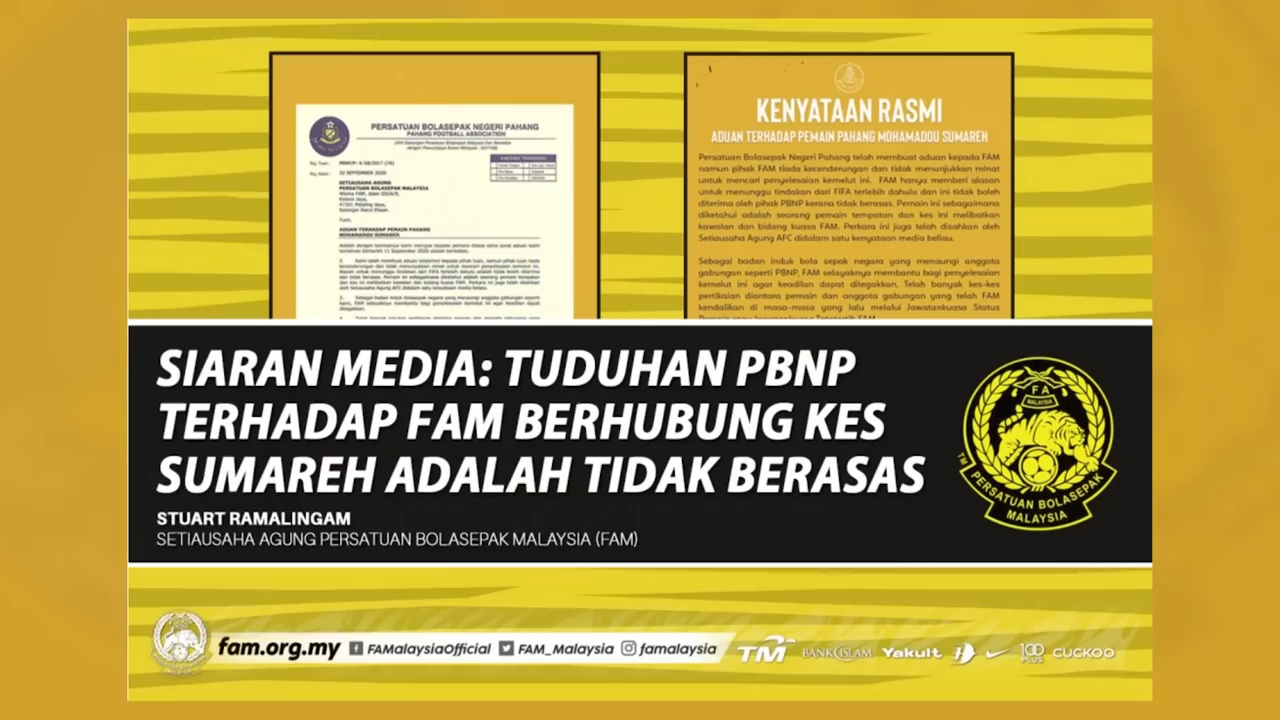 PERSATUAN BOLASEPAK NEGERI PAHANG
PAHANG FOOTBALL ASSOCIATION
22 SEPTEMBER 2020
SETIAUSAHA AGUNG
PERSATUAN BOLASEPAK MALAYSIA
Tuan,
ADUAN TERHADAP PEMAIN PAHANG
MOHAMADOU SUMAREH
KENYATAAN RASMI
ADUAN TERHADAP PEMAIN PAHANG MOHAMADOU SUMAREH
Persatuan Bolasepak Negeri Pahang telah membuat aduan kepada FAM
namun pihak FAM tiada kecenderungan dan tidak menunjukkan minat
untuk mencari penyelesaian kemelut ini. FAM hanya memberi alasan
untuk menunggu tindakan dari FIFA terlebih dahulu dan ini tidak boleh
diterima oleh pihak PBNP kerana tidak berasas. Pemain ini sebagaimana
diketahui adalah seorang pemain tempatan dan kes ini melibatkan
kawalan dan bidang kuasa FAM. Perkara ini juga telah disahkan oleh
Setiausaha Agung AFC didalam satu kenyataan media beliau.
Sebagai badan induk bola sepak negara yang menaungi anggota
gabungan seperti PBNP, FAM selayaknya membantu bagi penyelesaian
kemelut ini agar keadilan dapat ditegakkan. Telah banyak kes-kes
pertikaian diantara pemain dan anggota gabungan yang telah FAM
kendalikan di masa-masa yang lalu melalui Jawatankuasa Status
SIARAN MEDIA: TUDUHAN PBNP
TERHADAP FAM BERHUBUNG KES
SUMAREH ADALAH TIDAK BERASAS
STUART RAMALINGAM
SETIAUSAHA AGUNG PERSATUAN BOLASEPAK MALAYSIA (FAM)
FA
MALAYSIA
TM
PERSATUAN BOLASEPAK
MALAYSIA
fam.org.my FAMalaysiaOfficial FAM_Malaysia famalaysia TM BANK ISLAM Yakult 100 PLUS CUCKOO